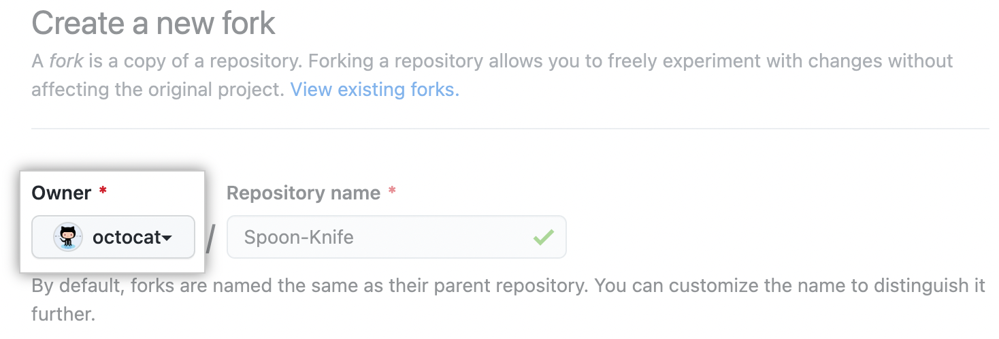 Create a new fork
A fork is a copy of a repository. Forking a repository allows you to freely experiment with changes without
affecting the original project. View existing forks.
Owner * Repository name *
octocat / Spoon-Knife
By default, forks are named the same as their parent repository. You can customize the name to distinguish it
further.